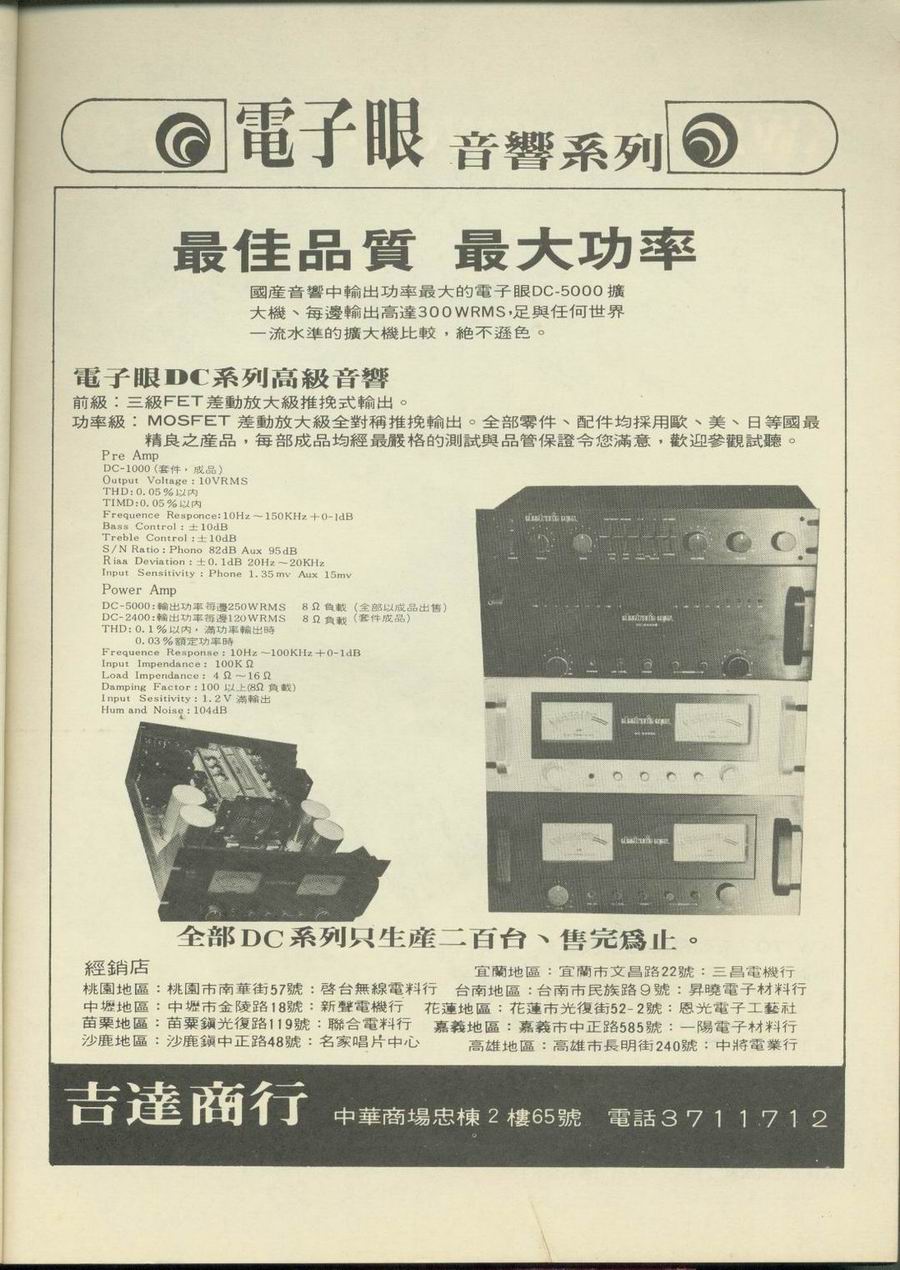 電子眼 音響系列
最佳品質 最大功率
國産音響中輸出功率最大的電子眼DC-5000擴
大機、每邊輸出高達300WRMS,足與任何世界
一流水準的擴大機比較，絶不遜色。
電子眼DC系列高級音響
前級：三級FET差動放大級推挽式輸出。
功率級：MOSFET 差動放大級全對稱推挽輸出。全部零件、配件均採用歐、美、日等國最
精良之産品，每部成品均經最嚴格的測試與品管保證令您滿意，歡迎參觀試聽。
Pre Amp
DC-1000 (套件，成品)
Output Voltage : 10VRMS
THD: 0.05％以內
TIMD: 0.05％以內
Frequence Responce: 10Hz～150KHz +0-1dB
Bass Control : ±10dB
Treble Control : ±10dB
S/N Ratio : Phono 82dB Aux 95dB
Riaa Deviation : ±0.1dB 20Hz～20KHz
Input Sensitivity : Phone 1.35mv Aux 15mv
Power Amp
DC-5000:輸出功率每邊250WRMS 8Ω負載 (全部以成品出售)
DC-2400:輸出功率每邊120WRMS 8Ω負載 (套件成品)
THD: 0.1％以內，滿功率輸出時
0.03％額定功率時
Frequence Response : 10Hz～100KHz +0-1dB
Input Impendance : 100KΩ
Load Impendance : 4Ω～16Ω
Damping Factor : 100 以上(8Ω負載)
Input Sesitivity : 1.2V 滿輸出
Hum and Noise : 104dB
全部DC系列只生産二百台、售完爲止。
經銷店
桃園地區：桃園市南華街57號：啓台無線電料行
中壢地區：中壢市金陵路18號：新聲電機行
苗栗地區：苗粟鎭光復路119號：聯合電料行
沙鹿地區：沙鹿鎭中正路48號：名家唱片中心
宜蘭地區：宜蘭市文昌路22號：三昌電機行
台南地區：台南市民族路9號：昇曉電子材料行
花蓮地區：花蓮市光復街52-2號：恩光電子工藝社
嘉義地區：嘉義市中正路585號：一陽電子材料行
高雄地區：高雄市長明街240號：中將電業行
吉達商行 中華商場忠棟2樓65號 電話3711712